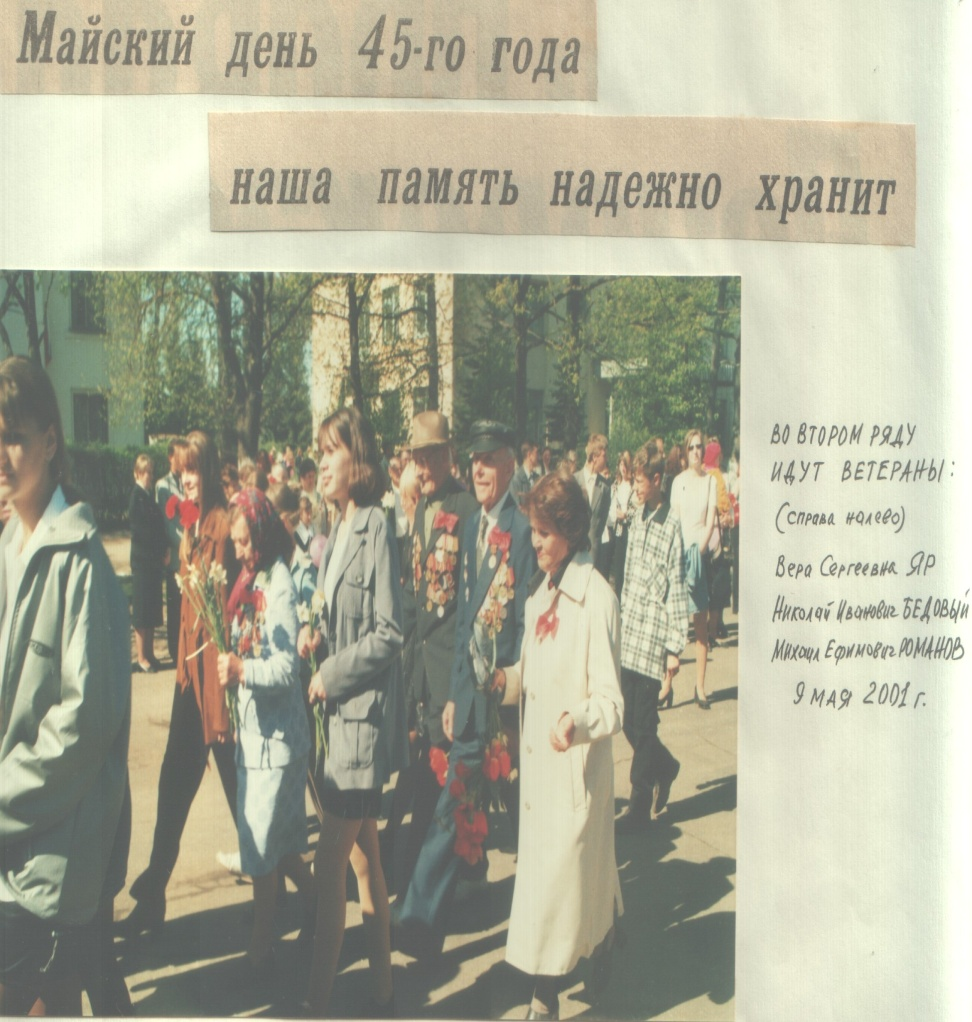 Майский день 45-го года
наша память надежно хранит
ВО ВТОРОМ РЯДУ
ИДУТ ВЕТЕРАНЫ:
(справа налево)
Вера Сергеевна ЯР
Николай Иванович БЕДОВЫЙ
Михаил Ефимович РОМАНОВ
9 МАЯ 2001 г.